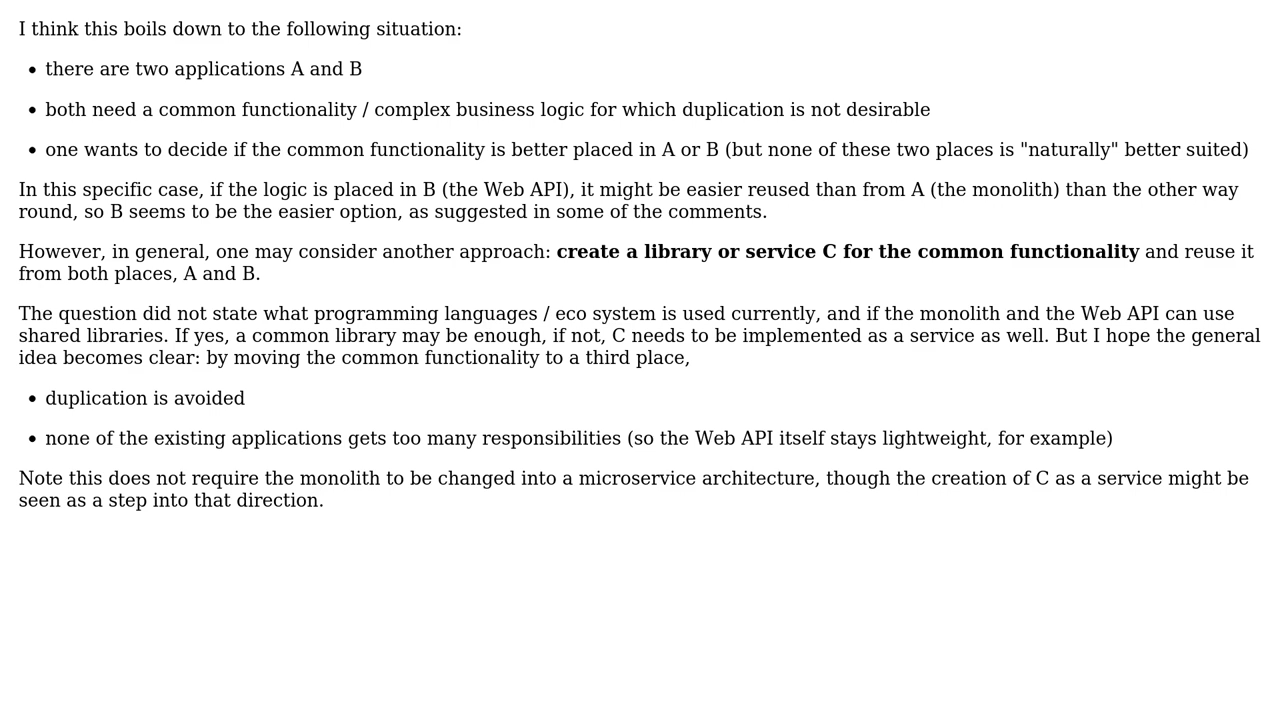 I think this boils down to the following situation:
• there are two applications A and B
• both need a common functionality / complex business logic for which duplication is not desirable
• one wants to decide if the common functionality is better placed in A or B (but none of these two places is "naturally" better suited)
In this specific case, if the logic is placed in B (the Web API), it might be easier reused than from A (the monolith) than the other way
round, so B seems to be the easier option, as suggested in some of the comments.
However, in general, one may consider another approach: create a library or service C for the common functionality and reuse it
from both places, A and B.
The question did not state what programming languages / eco system is used currently, and if the monolith and the Web API can use
shared libraries. If yes, a common library may be enough, if not, C needs to be implemented as a service as well. But I hope the general
idea becomes clear: by moving the common functionality to a third place,
• duplication is avoided
• none of the existing applications gets too many responsibilities (so the Web API itself stays lightweight, for example)
Note this does not require the monolith to be changed into a microservice architecture, though the creation of C as a service might be
seen as a step into that direction.